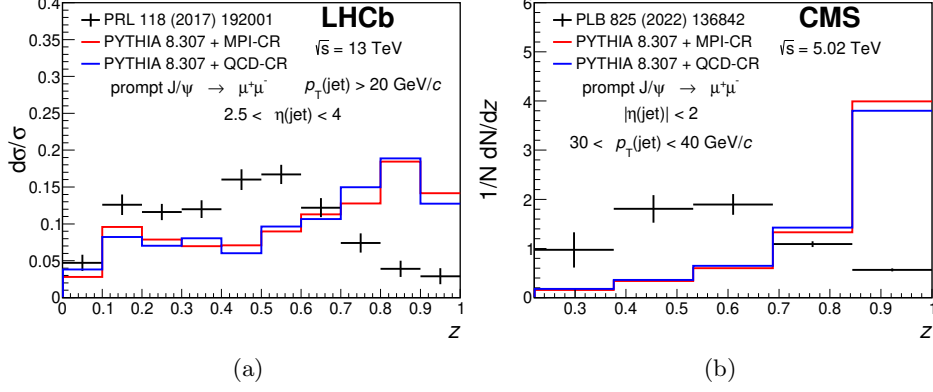 LHCb
PRL 118 (2017) 192001
PYTHIA 8.307 + MPI-CR
PYTHIA 8.307 + QCD-CR
√s = 13 TeV
prompt J/ψ → μ⁺μ⁻
p_T(jet) > 20 GeV/c
2.5 < η(jet) < 4
dσ/σ
0.4
0.35
0.3
0.25
0.2
0.15
0.1
0.05
0
0 0.1 0.2 0.3 0.4 0.5 0.6 0.7 0.8 0.9 1
z
(a)
CMS
PLB 825 (2022) 136842
PYTHIA 8.307 + MPI-CR
PYTHIA 8.307 + QCD-CR
√s = 5.02 TeV
prompt J/ψ → μ⁺μ⁻
|η(jet)| < 2
30 < p_T(jet) < 40 GeV/c
1/N dN/dz
6
5
4
3
2
1
0
0.3 0.4 0.5 0.6 0.7 0.8 0.9 1
z
(b)